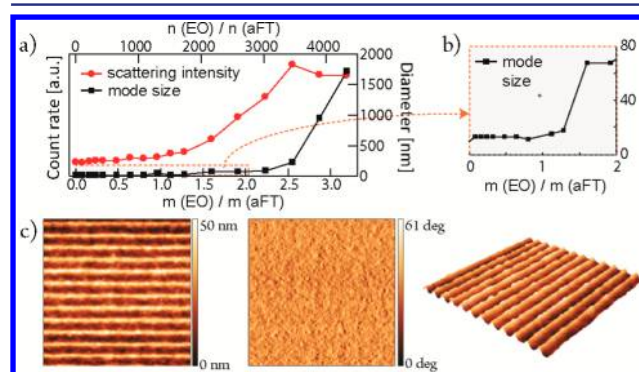 n (EO) / n (aFT)
a)
0 1000 2000 3000 4000
scattering intensity
mode size
Count rate [a.u.]
2000
1500
1000
500
0
Diameter [nm]
0.0 0.5 1.0 1.5 2.0 2.5 3.0
m (EO) / m (aFT)
b)
mode
size
80
40
0
0 1 2
m (EO) / m (aFT)
c)
50 nm
0 nm
61 deg
0 deg